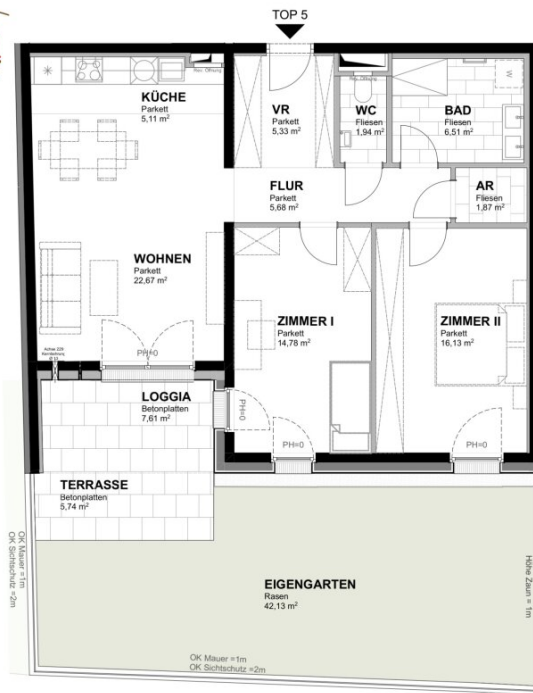 TOP 5
KÜCHE
Parkett
5,11 m²
VR
Parkett
5,33 m²
WC
Fliesen
1,94 m²
BAD
Fliesen
6,51 m²
W
FLUR
Parkett
5,68 m²
AR
Fliesen
1,87 m²
WOHNEN
Parkett
22,67 m²
ZIMMER I
Parkett
14,78 m²
ZIMMER II
Parkett
16,13 m²
PH=0
LOGGIA
Betonplatten
7,61 m²
PH=0
PH=0
PH=0
TERRASSE
Betonplatten
5,74 m²
OK Mauer =1m
OK Sichtschutz =2m
EIGENGARTEN
Rasen
42,13 m²
Höhe Zaun = 1m
OK Mauer =1m
OK Sichtschutz =2m